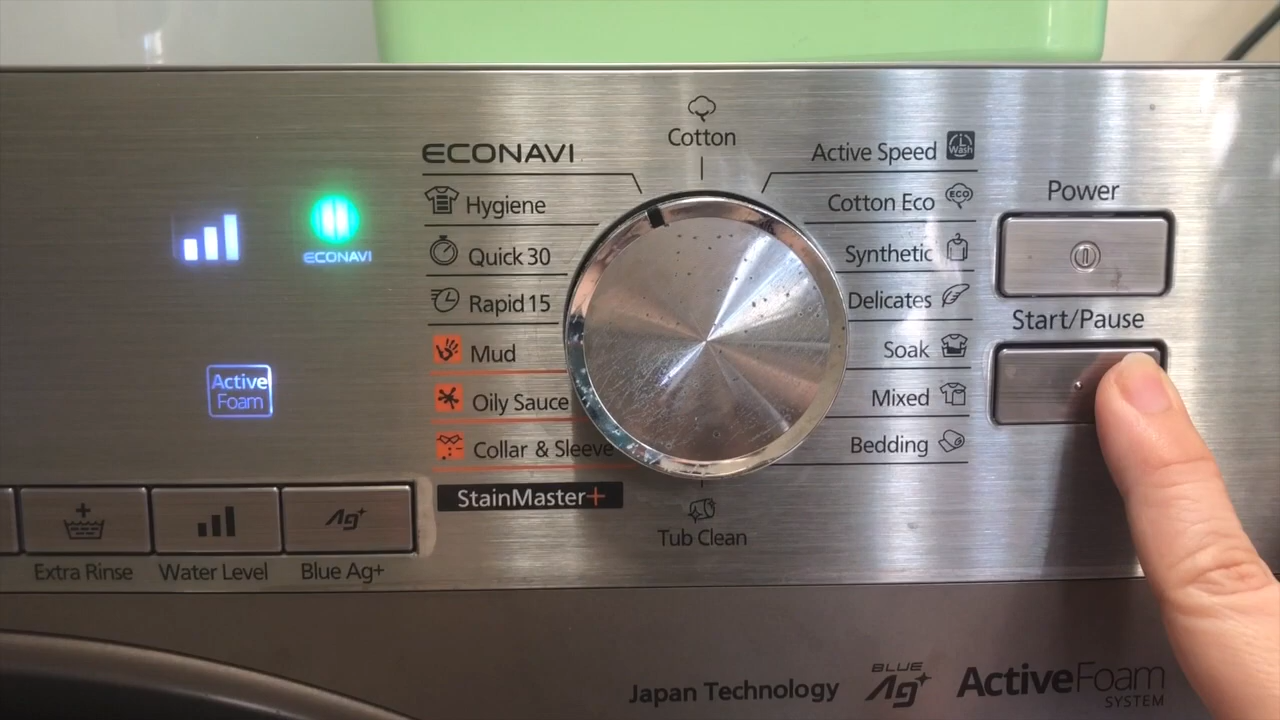 Cotton
ECONAVI
Hygiene
Quick 30
Rapid 15
Mud
Oily Sauce
Collar & Sleeve
StainMaster+
Active Speed
i Wash
Cotton Eco
ECO
Synthetic
Delicates
Soak
Mixed
Bedding
Tub Clean
Power
Start/Pause
ECONAVI
Active
Foam
Extra Rinse
Water Level
Ag+
Blue Ag+
Japan Technology
BLUE
Ag+
ActiveFoam
SYSTEM